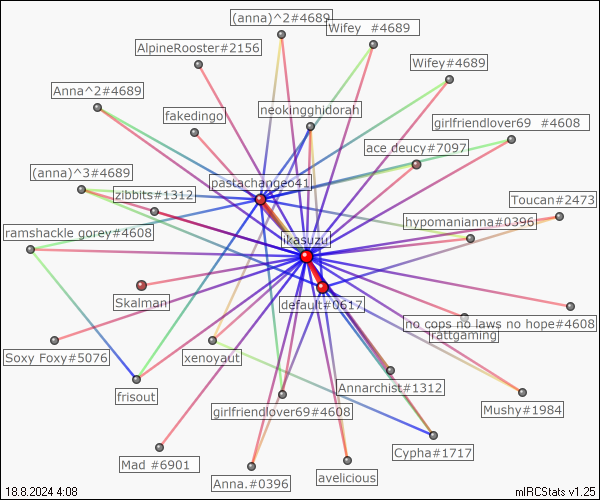 (anna)^2#4689
Wifey  #4689
AlpineRooster#2156
Wifey#4689
Anna^2#4689
fakedingo
neokingghidorah
girlfriendlover69  #4608
ace deucy#7097
(anna)^3#4689
zibbits#1312
pastachangeo41
Toucan#2473
hypomanianna#0396
ramshackle gorey#4608
ikasuzu
Skalman
default#0617
no cops no laws no hope#4608
rattgaming
Soxy Foxy#5076
xenoyaut
frisout
Annarchist#1312
girlfriendlover69#4608
Mushy#1984
Cypha#1717
Mad #6901
Anna.#0396
avelicious
18.8.2024 4:08
mIRCStats v1.25